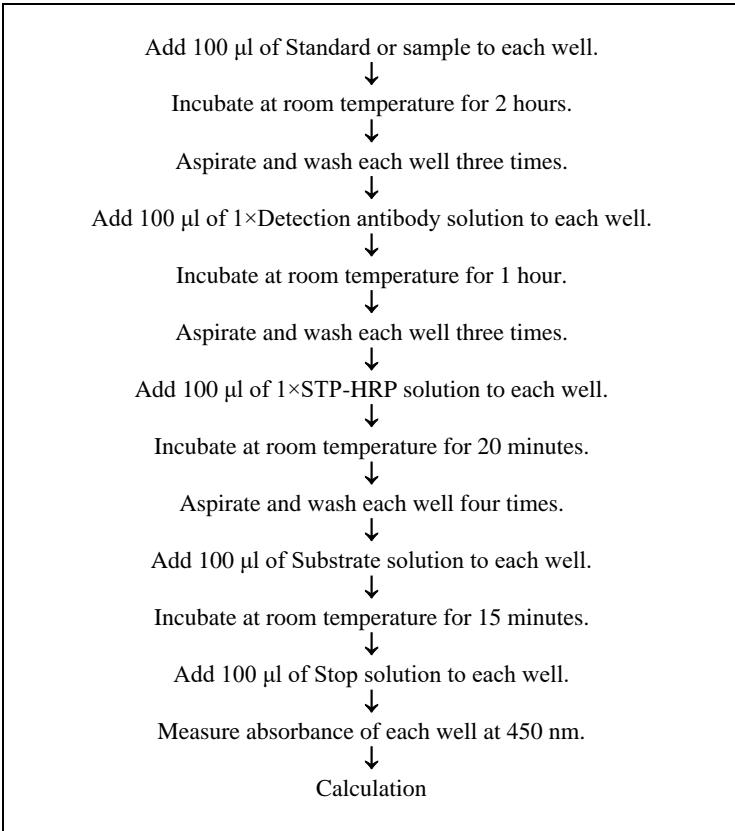 Add 100 μl of Standard or sample to each well.
↓
Incubate at room temperature for 2 hours.
↓
Aspirate and wash each well three times.
↓
Add 100 μl of 1×Detection antibody solution to each well.
↓
Incubate at room temperature for 1 hour.
↓
Aspirate and wash each well three times.
↓
Add 100 μl of 1×STP-HRP solution to each well.
↓
Incubate at room temperature for 20 minutes.
↓
Aspirate and wash each well four times.
↓
Add 100 μl of Substrate solution to each well.
↓
Incubate at room temperature for 15 minutes.
↓
Add 100 μl of Stop solution to each well.
↓
Measure absorbance of each well at 450 nm.
↓
Calculation